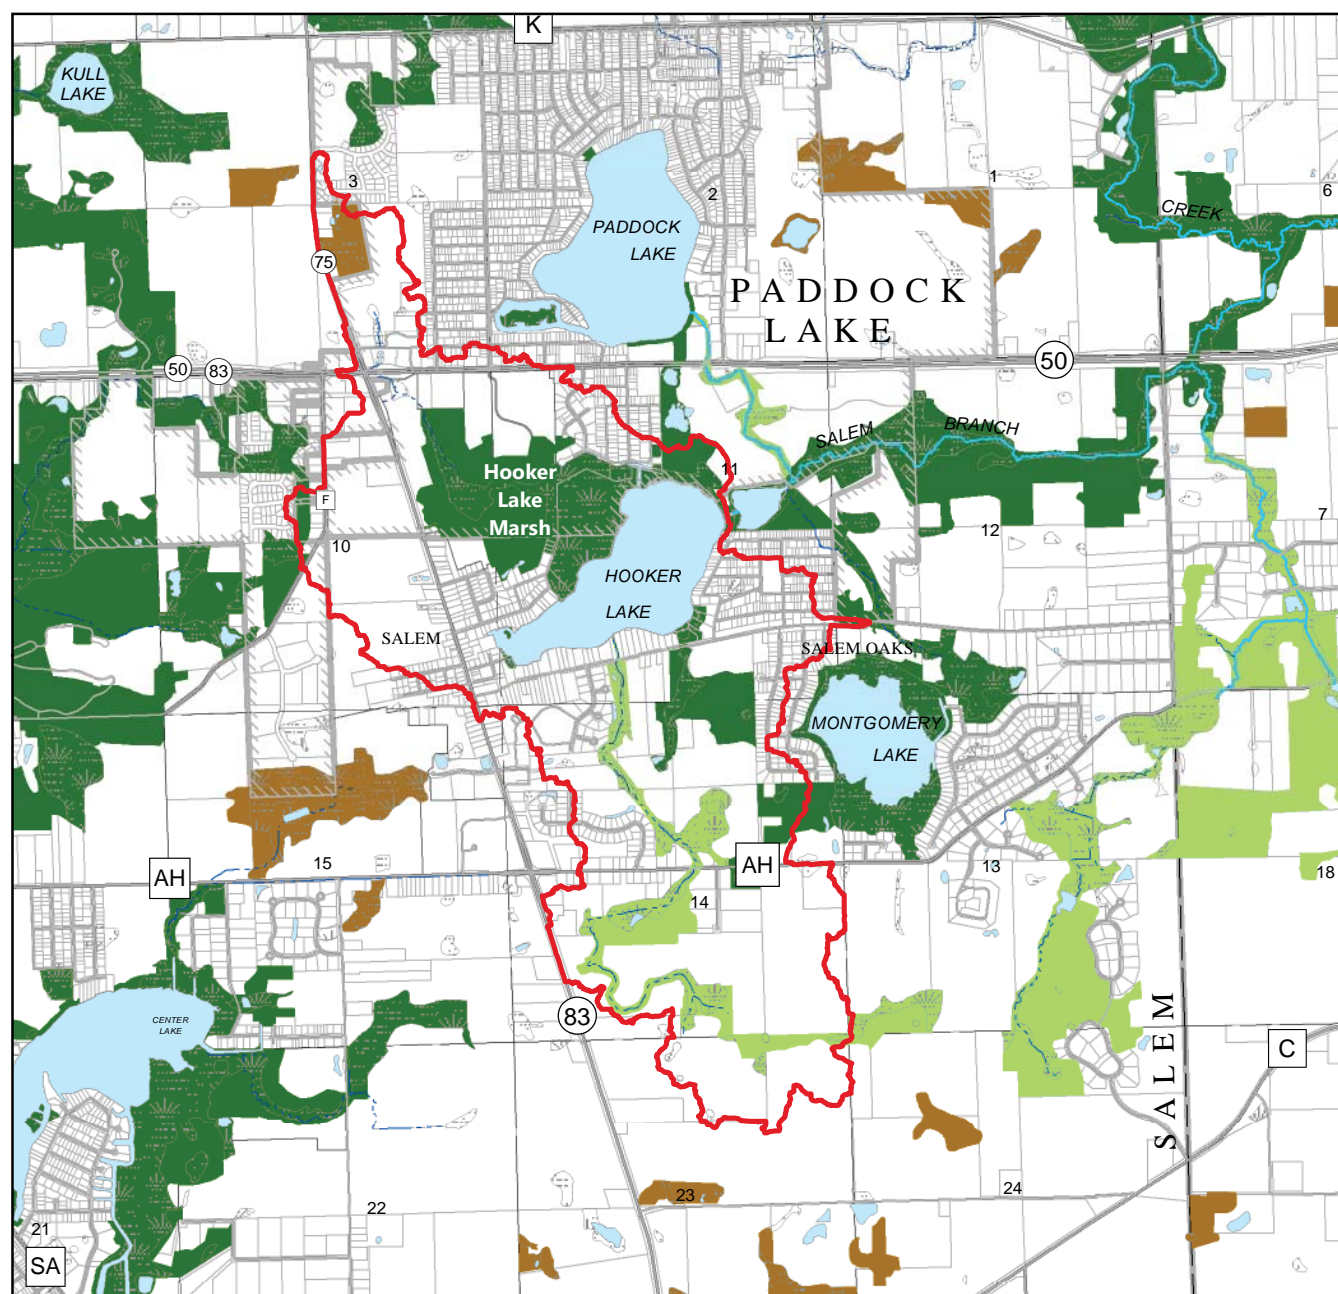 K
KULL
LAKE
3
2
1
6
CREEK
PADDOCK
LAKE
75
PADDOCK
LAKE
50
83
50
SALEM
BRANCH
11
Hooker
Lake
Marsh
F
10
12
7
HOOKER
LAKE
SALEM
SALEM OAKS
MONTGOMERY
LAKE
AH
15
AH
13
18
14
CENTER
LAKE
83
SALEM
C
22
23
24
21
SA